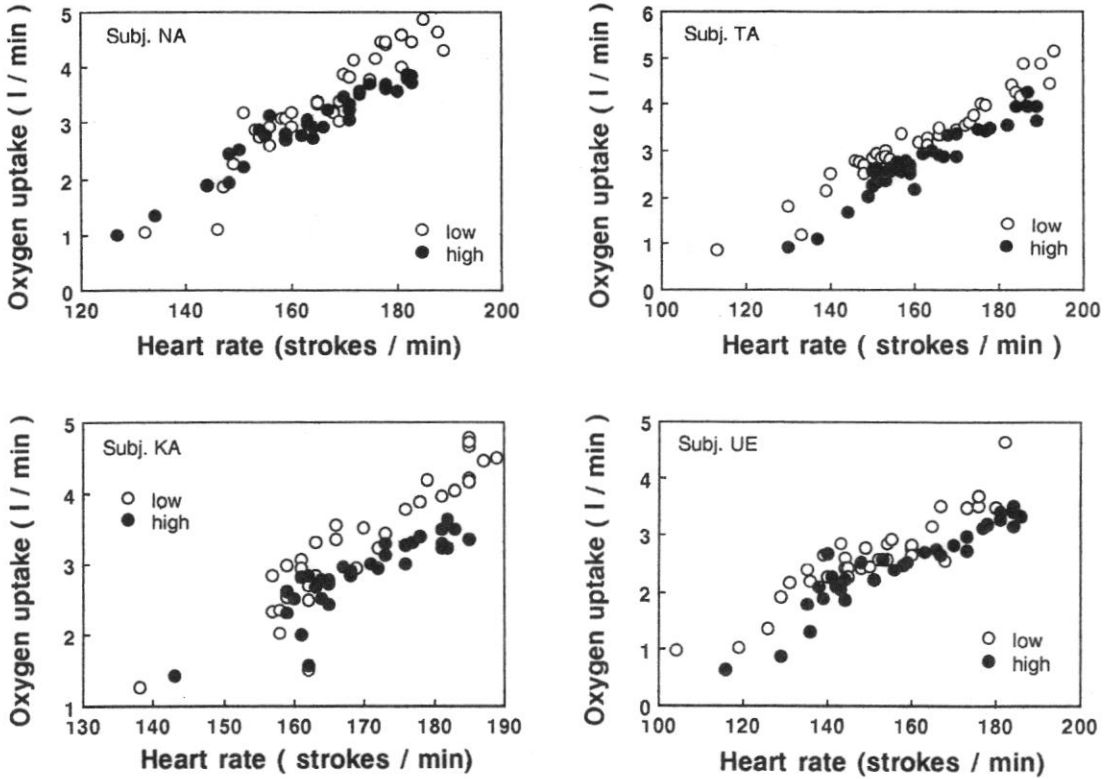 Subj. NA
Oxygen uptake ( l / min)
5
4
3
2
1
0
low
high
120 140 160 180 200
Heart rate (strokes / min)
Subj. TA
Oxygen uptake ( l / min )
6
5
4
3
2
1
0
low
high
100 120 140 160 180 200
Heart rate ( strokes / min )
Subj. KA
Oxygen uptake ( l / min )
5
4
3
2
1
low
high
130 140 150 160 170 180 190
Heart rate ( strokes / min)
Subj. UE
Oxygen uptake ( l / min )
5
4
3
2
1
0
low
high
100 120 140 160 180 200
Heart rate (strokes / min)